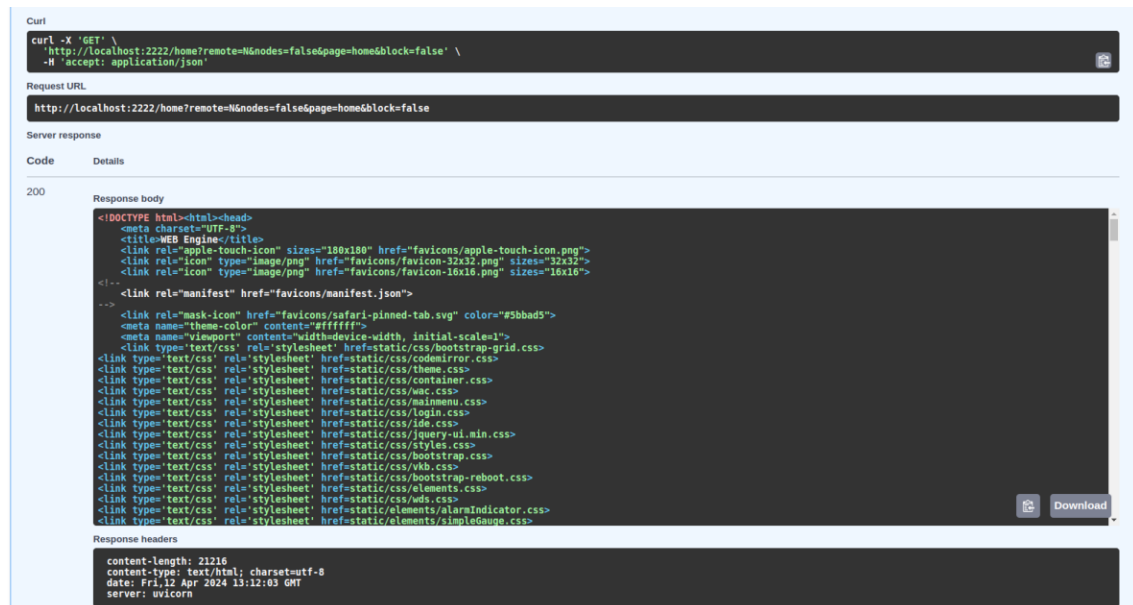 Curl
curl -X 'GET' \
'http://localhost:2222/home?remote=N&nodes=false&page=home&block=false' \
-H 'accept: application/json'
Request URL
http://localhost:2222/home?remote=N&nodes=false&page=home&block=false
Server response
Code Details
200
Response body
<!DOCTYPE html><html><head>
<meta charset="UTF-8">
<title>WEB Engine</title>
<link rel="apple-touch-icon" sizes="180x180" href="favicons/apple-touch-icon.png">
<link rel="icon" type="image/png" href="favicons/favicon-32x32.png" sizes="32x32">
<link rel="icon" type="image/png" href="favicons/favicon-16x16.png" sizes="16x16">
<!--
<link rel="manifest" href="favicons/manifest.json">
-->
<link rel="mask-icon" href="favicons/safari-pinned-tab.svg" color="#5bbad5">
<meta name="theme-color" content="#ffffff">
<meta name="viewport" content="width=device-width, initial-scale=1">
<link type='text/css' rel='stylesheet' href=static/css/bootstrap-grid.css>
<link type='text/css' rel='stylesheet' href=static/css/codemirror.css>
<link type='text/css' rel='stylesheet' href=static/css/theme.css>
<link type='text/css' rel='stylesheet' href=static/css/container.css>
<link type='text/css' rel='stylesheet' href=static/css/wac.css>
<link type='text/css' rel='stylesheet' href=static/css/mainmenu.css>
<link type='text/css' rel='stylesheet' href=static/css/login.css>
<link type='text/css' rel='stylesheet' href=static/css/ide.css>
<link type='text/css' rel='stylesheet' href=static/css/jquery-ui.min.css>
<link type='text/css' rel='stylesheet' href=static/css/styles.css>
<link type='text/css' rel='stylesheet' href=static/css/bootstrap.css>
<link type='text/css' rel='stylesheet' href=static/css/vkb.css>
<link type='text/css' rel='stylesheet' href=static/css/bootstrap-reboot.css>
<link type='text/css' rel='stylesheet' href=static/css/elements.css>
<link type='text/css' rel='stylesheet' href=static/css/wds.css>
<link type='text/css' rel='stylesheet' href=static/elements/alarmIndicator.css>
<link type='text/css' rel='stylesheet' href=static/elements/simpleGauge.css>
Download
Response headers
content-length: 21216
content-type: text/html; charset=utf-8
date: Fri,12 Apr 2024 13:12:03 GMT
server: uvicorn